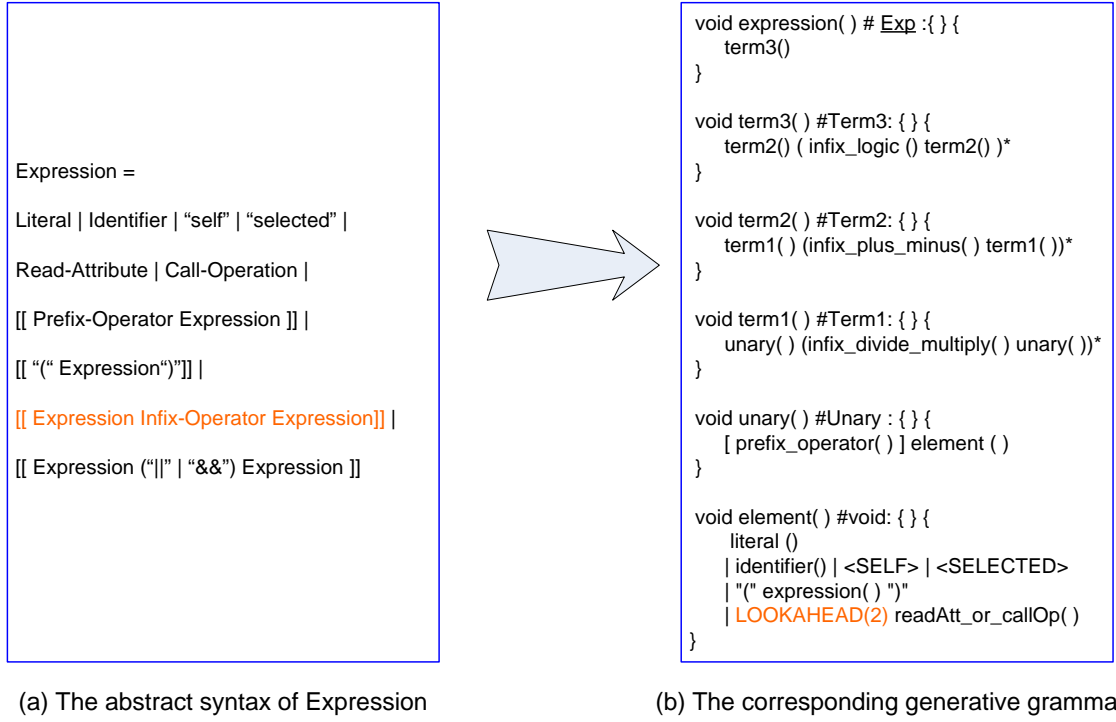 Expression =
Literal | Identifier | “self” | “selected” |
Read-Attribute | Call-Operation |
[[ Prefix-Operator Expression ]] |
[[ “(“ Expression“)”]] |
[[ Expression Infix-Operator Expression]] |
[[ Expression (“||” | “&&”) Expression ]]
(a) The abstract syntax of Expression
void expression( ) # Exp :{ } {
term3()
}
void term3( ) #Term3: { } {
term2() ( infix_logic () term2() )*
}
void term2( ) #Term2: { } {
term1( ) (infix_plus_minus( ) term1( ))*
}
void term1( ) #Term1: { } {
unary( ) (infix_divide_multiply( ) unary( ))*
}
void unary( ) #Unary : { } {
[ prefix_operator( ) ] element ( )
}
void element( ) #void: { } {
literal ()
| identifier() | <SELF> | <SELECTED>
| "(" expression( ) ")"
| LOOKAHEAD(2) readAtt_or_callOp( )
}
(b) The corresponding generative gramma